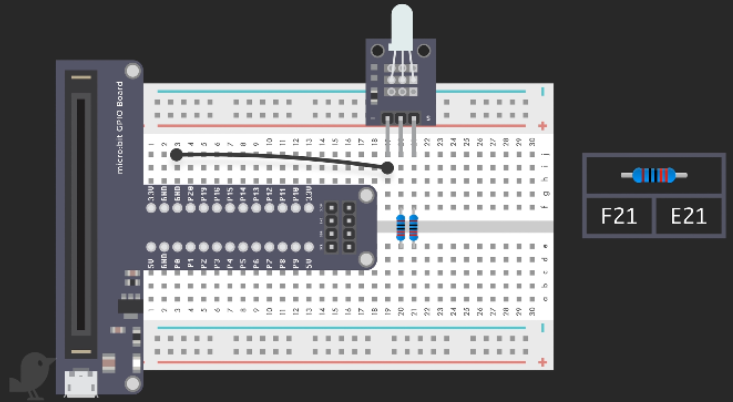 micro:bit GPIO Board
- S
−
+
1 2 3 4 5 6 7 8 9 10 11 12 13 14 15 16 17 18 19 20 21 22 23 24 25 26 27 28 29 30
j
i
h
g
f
3.3V GND GND P20 P19 P16 P15 P14 P13 P12 P11 P10 3.3V
F21 E21
5V GND P0 P1 P2 P3 P4 P5 P6 P7 P8 P9 5V
e
d
c
b
a
1 2 3 4 5 6 7 8 9 10 11 12 13 14 15 16 17 18 19 20 21 22 23 24 25 26 27 28 29 30
−
+